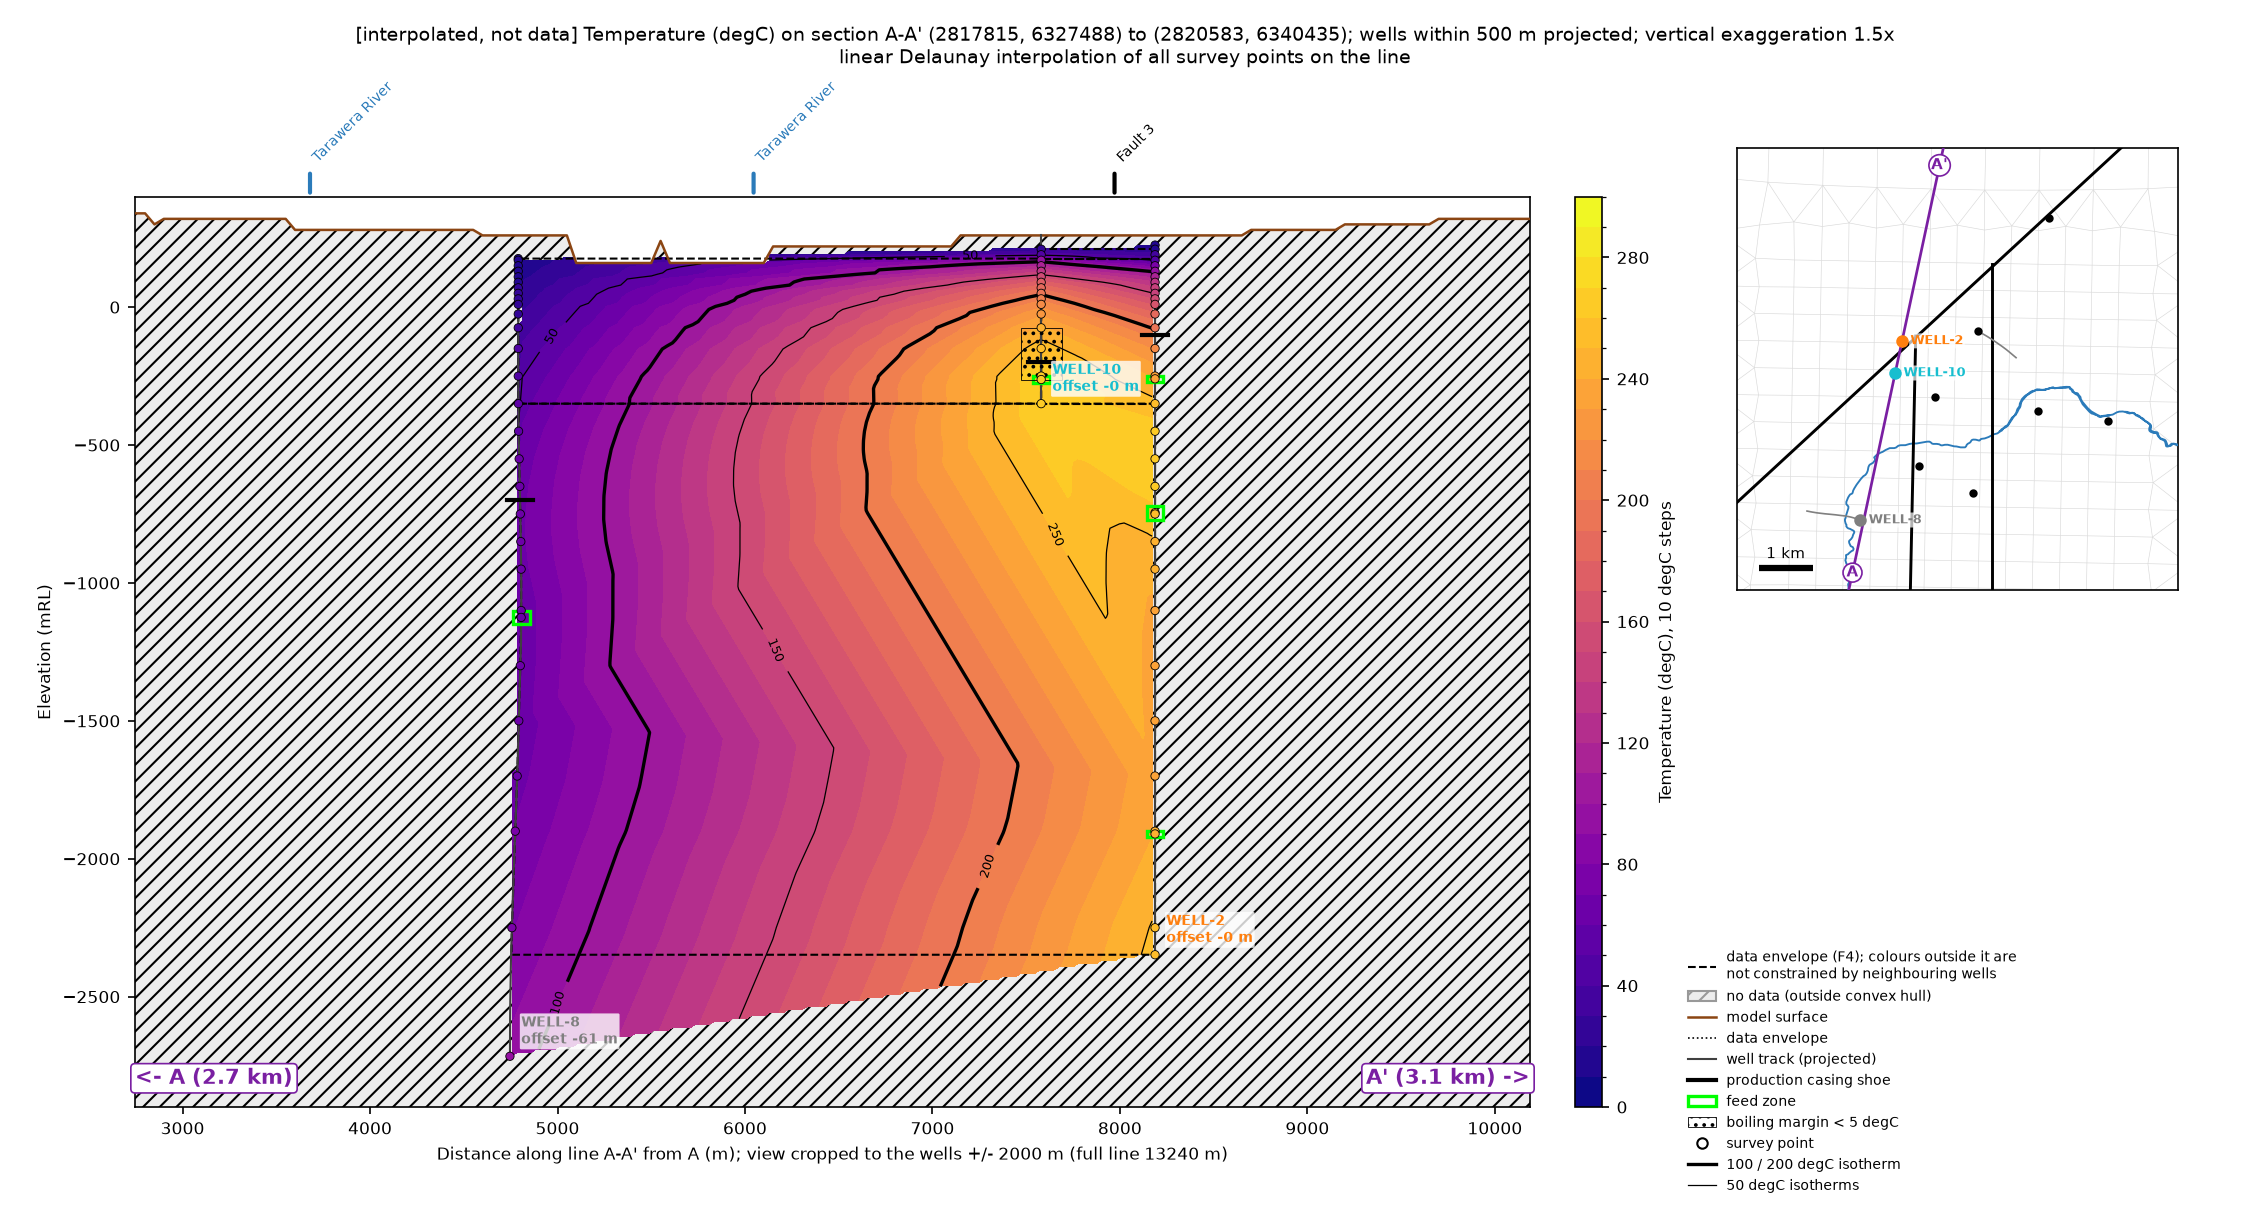 [interpolated, not data] Temperature (degC) on section A-A' (2817815, 6327488) to (2820583, 6340435); wells within 500 m projected; vertical exaggeration 1.5x
linear Delaunay interpolation of all survey points on the line
Tarawera River
Tarawera River
Fault 3
A'
WELL-2
WELL-10
WELL-8
1 km
A
Elevation (mRL)
0
−500
−1000
−1500
−2000
−2500
50
50
WELL-10
offset -0 m
250
150
200
100
WELL-2
offset -0 m
WELL-8
offset -61 m
<- A (2.7 km)
A' (3.1 km) ->
3000
4000
5000
6000
7000
8000
9000
10000
Distance along line A-A' from A (m); view cropped to the wells +/- 2000 m (full line 13240 m)
280
240
200
160
120
80
40
0
Temperature (degC), 10 degC steps
data envelope (F4); colours outside it are
not constrained by neighbouring wells
no data (outside convex hull)
model surface
data envelope
well track (projected)
production casing shoe
feed zone
boiling margin < 5 degC
survey point
100 / 200 degC isotherm
50 degC isotherms